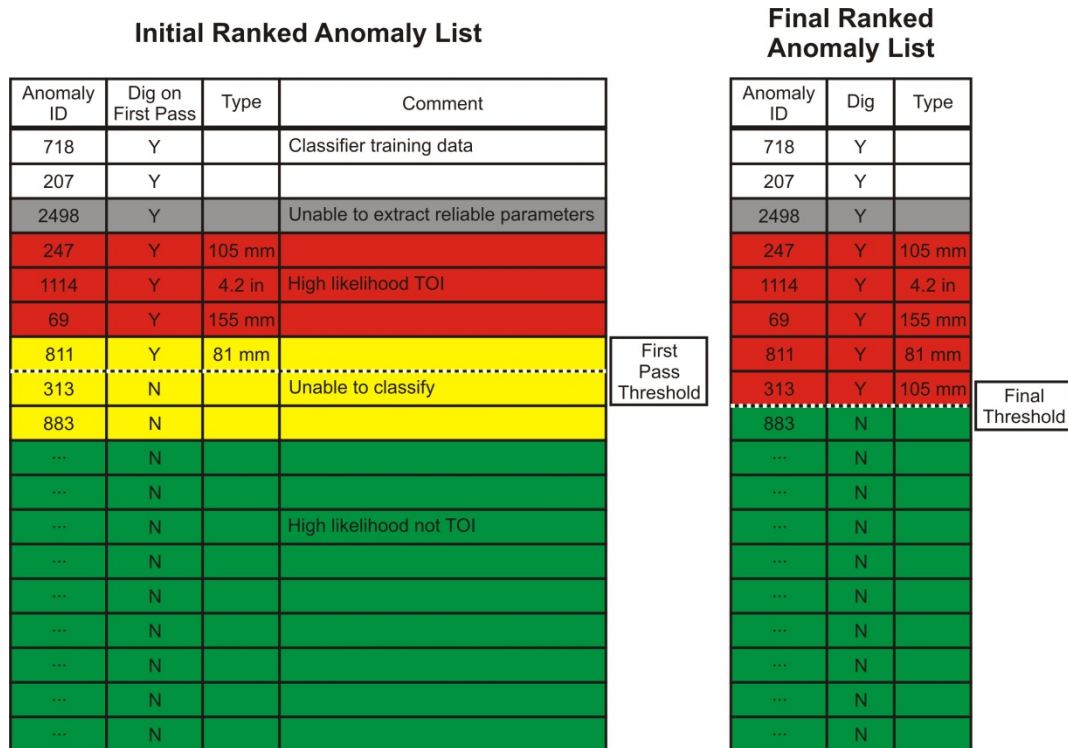 Initial Ranked Anomaly List
Anomaly ID Dig on First Pass Type Comment
718 Y Classifier training data
207 Y
2498 Y Unable to extract reliable parameters
247 Y 105 mm
1114 Y 4.2 in High likelihood TOI
69 Y 155 mm
811 Y 81 mm
313 N Unable to classify
883 N
... N
... N
... N High likelihood not TOI
... N
... N
... N
... N
... N
... N
First
Pass
Threshold
Final Ranked
Anomaly List
Anomaly ID Dig Type
718 Y
207 Y
2498 Y
247 Y 105 mm
1114 Y 4.2 in
69 Y 155 mm
811 Y 81 mm
313 Y 105 mm
883 N
... N
... N
... N
... N
... N
... N
... N
... N
... N
Final
Threshold